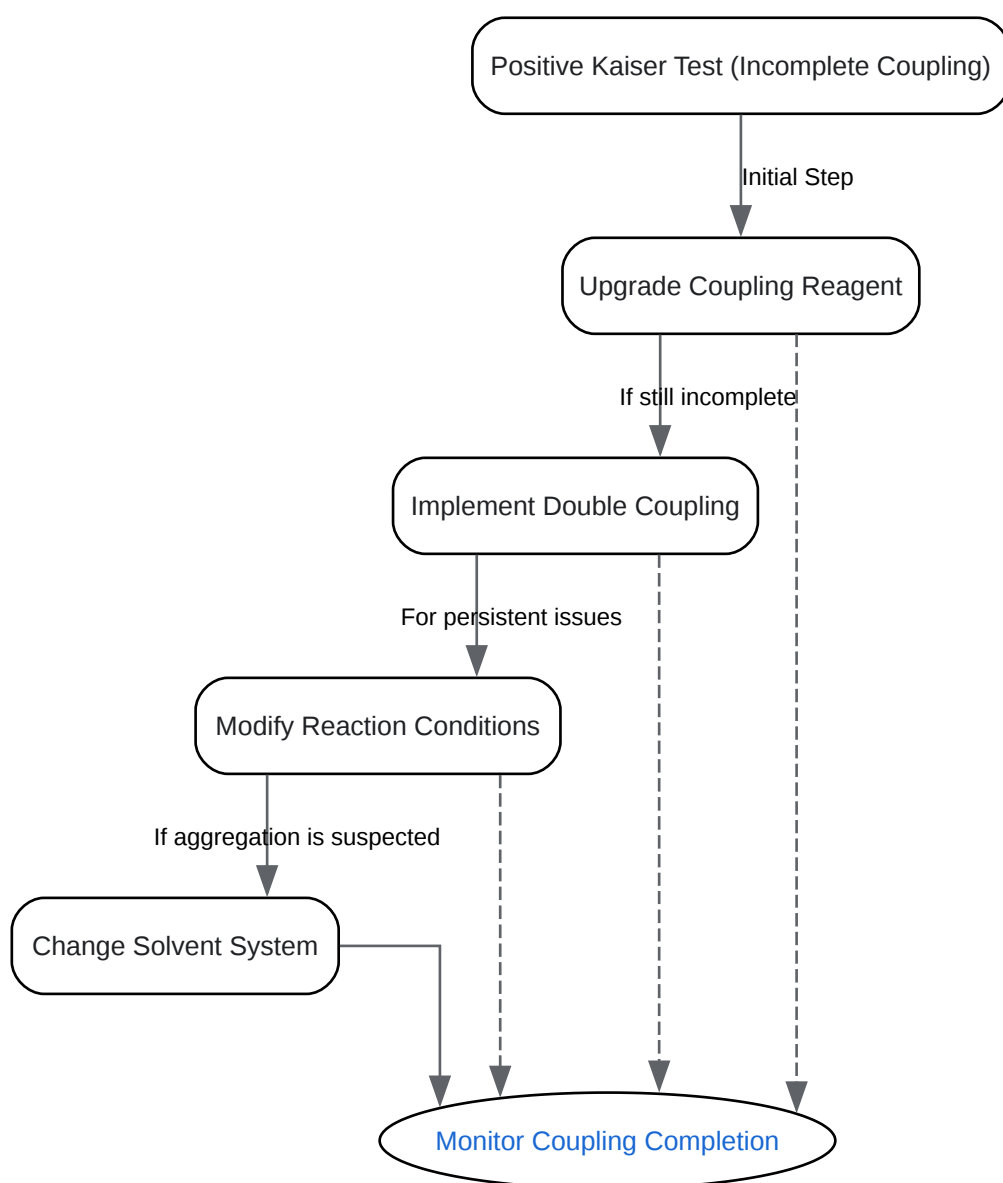 Positive Kaiser Test (Incomplete Coupling)
Initial Step
Upgrade Coupling Reagent
If still incomplete
Implement Double Coupling
For persistent issues
Modify Reaction Conditions
If aggregation is suspected
Change Solvent System
Monitor Coupling Completion